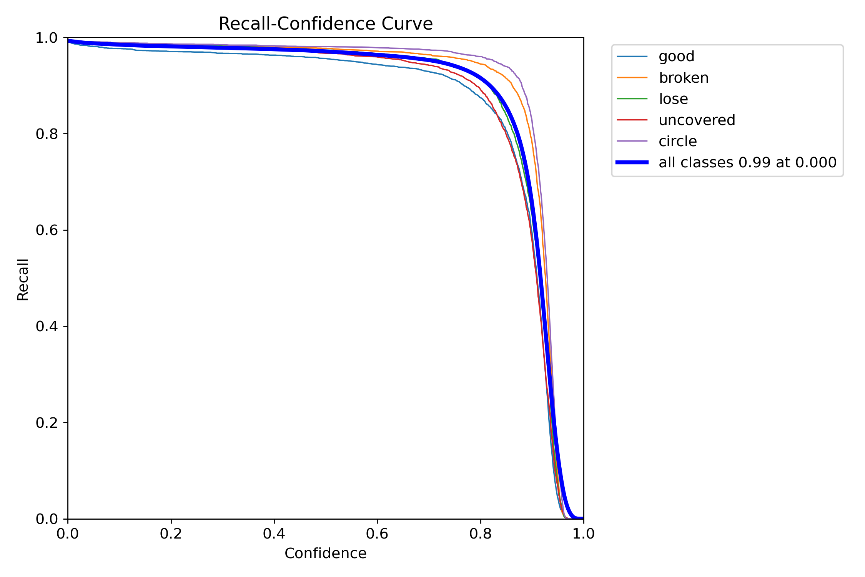 Recall-Confidence Curve
1.0
0.8
0.6
0.4
0.2
0.0
Recall
0.0 0.2 0.4 0.6 0.8 1.0
Confidence
good
broken
lose
uncovered
circle
all classes 0.99 at 0.000